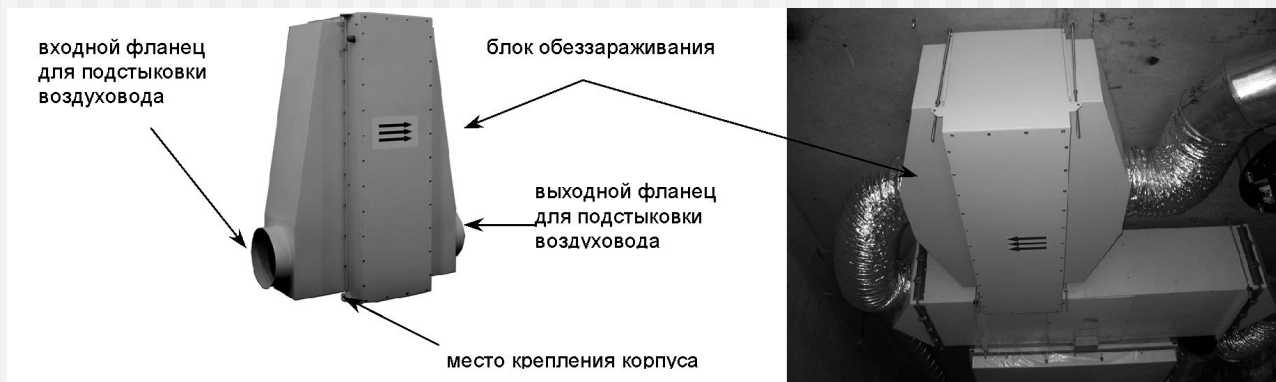 входной фланец
для подстыковки
воздуховода
блок обеззараживания
выходной фланец
для подстыковки
воздуховода
место крепления корпуса